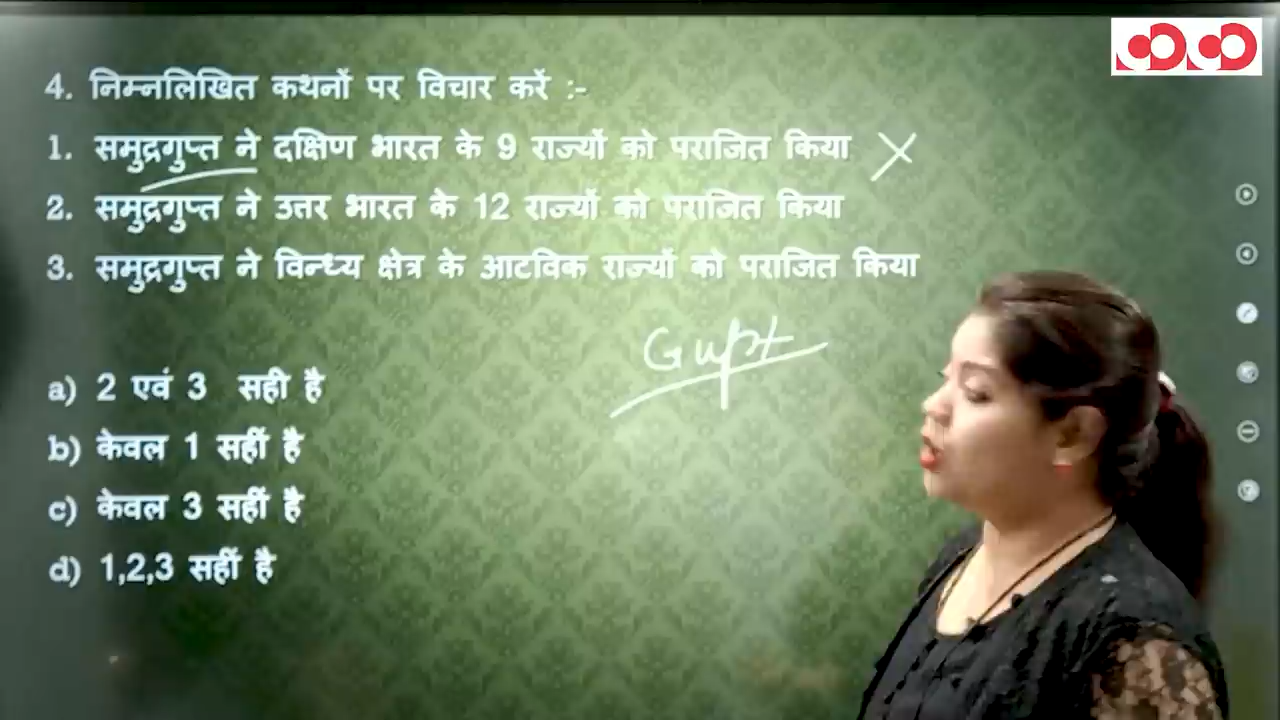 4. निम्नलिखित कथनों पर विचार करें :-
1. समुद्रगुप्त ने दक्षिण भारत के 9 राज्यों को पराजित किया
2. समुद्रगुप्त ने उत्तर भारत के 12 राज्यों को पराजित किया
3. समुद्रगुप्त ने विन्ध्य क्षेत्र के आटविक राज्यों को पराजित किया
Gupt
a) 2 एवं 3 सही है
b) केवल 1 सहीं है
c) केवल 3 सहीं है
d) 1,2,3 सहीं है